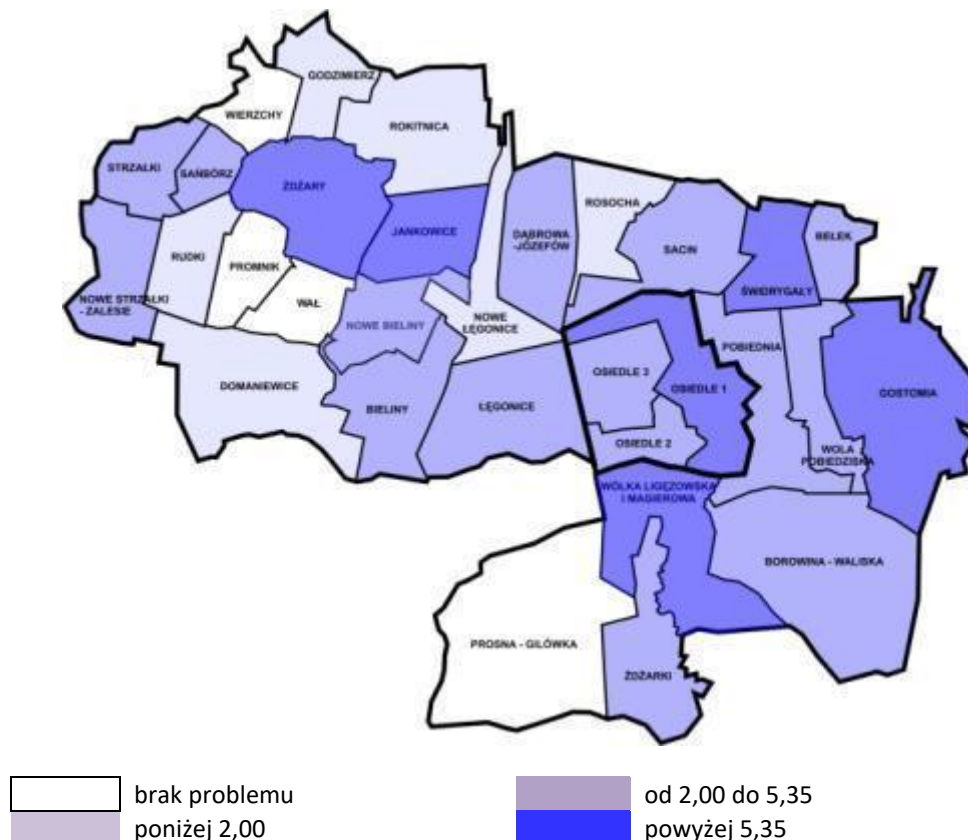 GODZIMIERZ
WIERZCHY
ROKITNICA
STRZAŁKI
SAŃBÓRZ
ŻDŻARY
ROSOCHA
JANKOWICE
DĄBROWA
-JÓZEFÓW
SACIN
BELEK
RUDKI
PROMNIK
ŚWIDRYGAŁY
NOWE STRZAŁKI
- ZALESIE
WAŁ
NOWE BIELINY
NOWE
ŁĘGONICE
POBIEDNA
DOMANIEWICE
BIELINY
ŁĘGONICE
OSIEDLE 3
OSIEDLE 1
GOSTOMIA
OSIEDLE 2
WOLA
POBIEDZISKA
WÓLKA LIGĘZOWSKA
I MAGIEROWA
BOROWINA - WALISKA
PROSNA - GILÓWKA
ŻDŻARKI
brak problemu
od 2,00 do 5,35
poniżej 2,00
powyżej 5,35